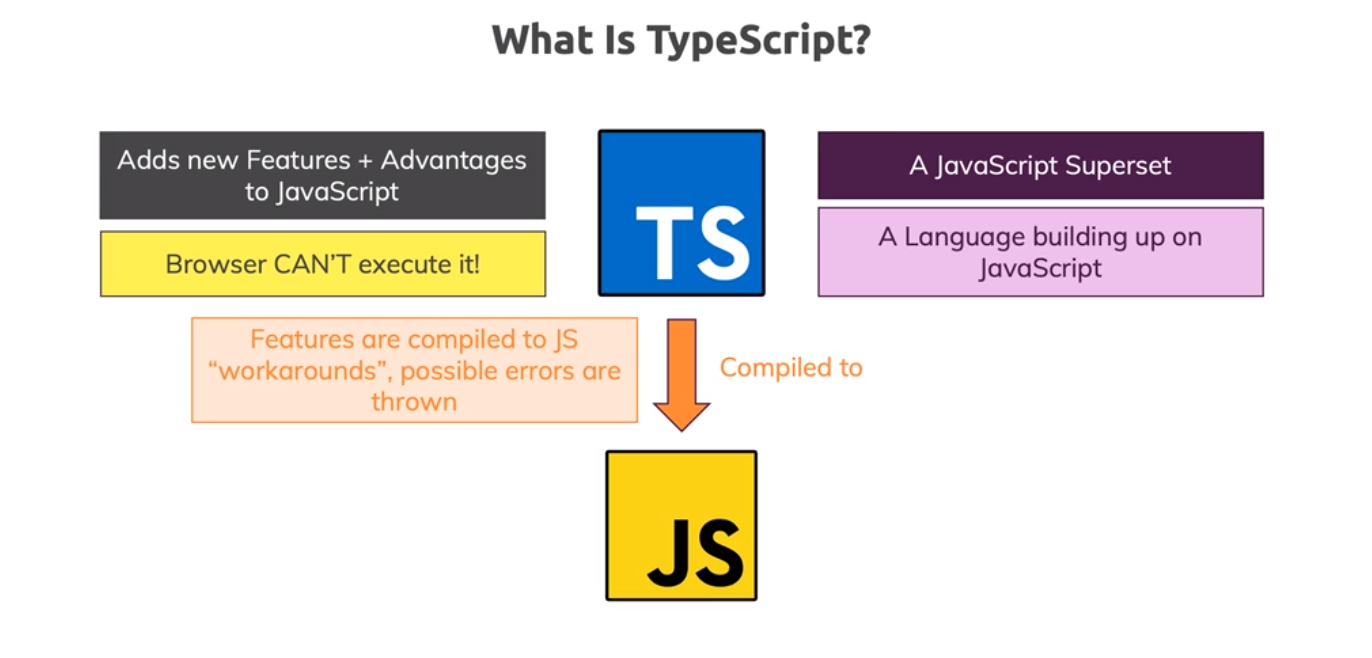 What Is TypeScript?
Adds new Features + Advantages
to JavaScript
Browser CAN'T execute it!
TS
A JavaScript Superset
A Language building up on
JavaScript
Features are compiled to JS
“workarounds”, possible errors are
thrown
Compiled to
JS